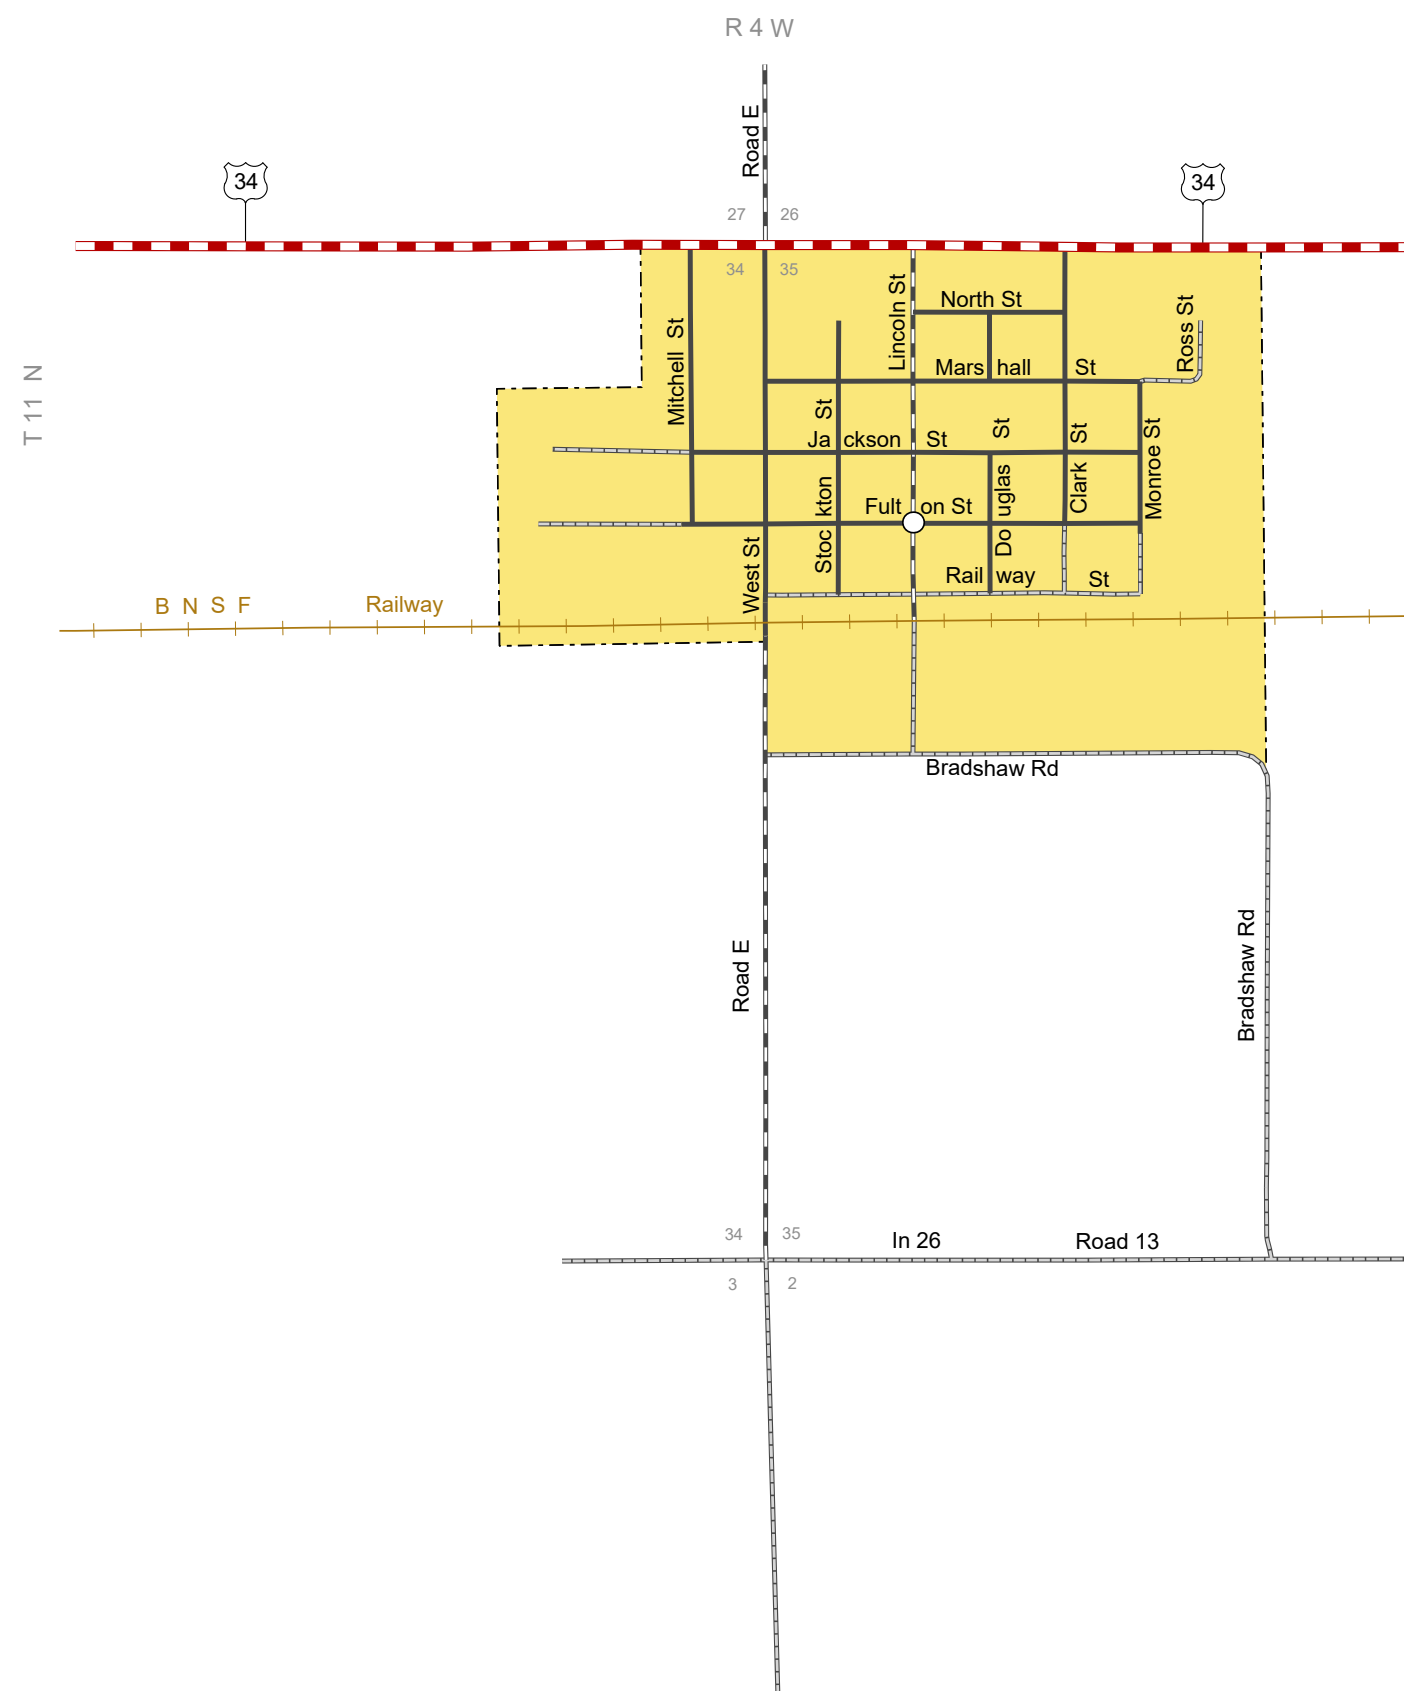 R 4 W
Road E
34
34
27 26
34 35
T 11 N
Mitchell St
Lincoln St
North St
Ross St
Marshall St
Stockton St
Jackson St
Douglas St
Clark St
Monroe St
Fulton St
West St
Railway St
B N S F Railway
Bradshaw Rd
Road E
Bradshaw Rd
34 35
In 26 Road 13
3 2